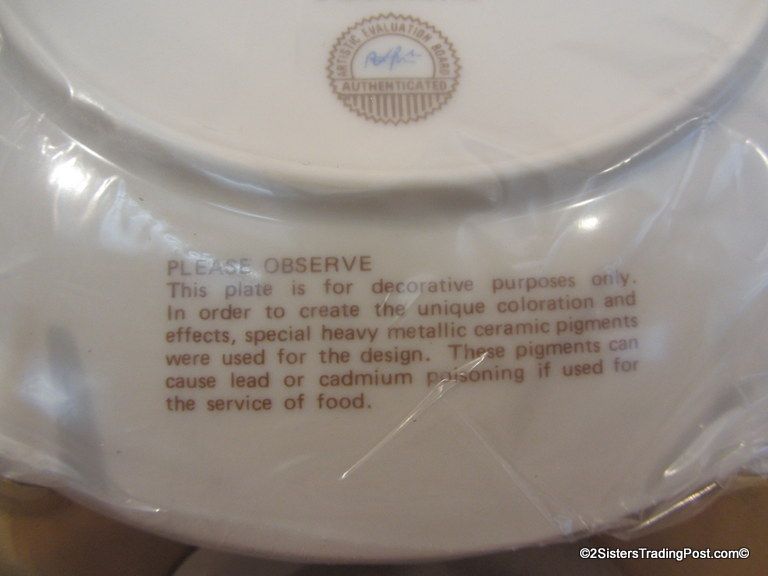 ARTISTIC EVALUATION BOARD
AUTHENTICATED
PLEASE OBSERVE
This plate is for decorative purposes only.
In order to create the unique coloration and
effects, special heavy metallic ceramic pigments
were used for the design. These pigments can
cause lead or cadmium poisoning if used for
the service of food.
©2SistersTradingPost.com©